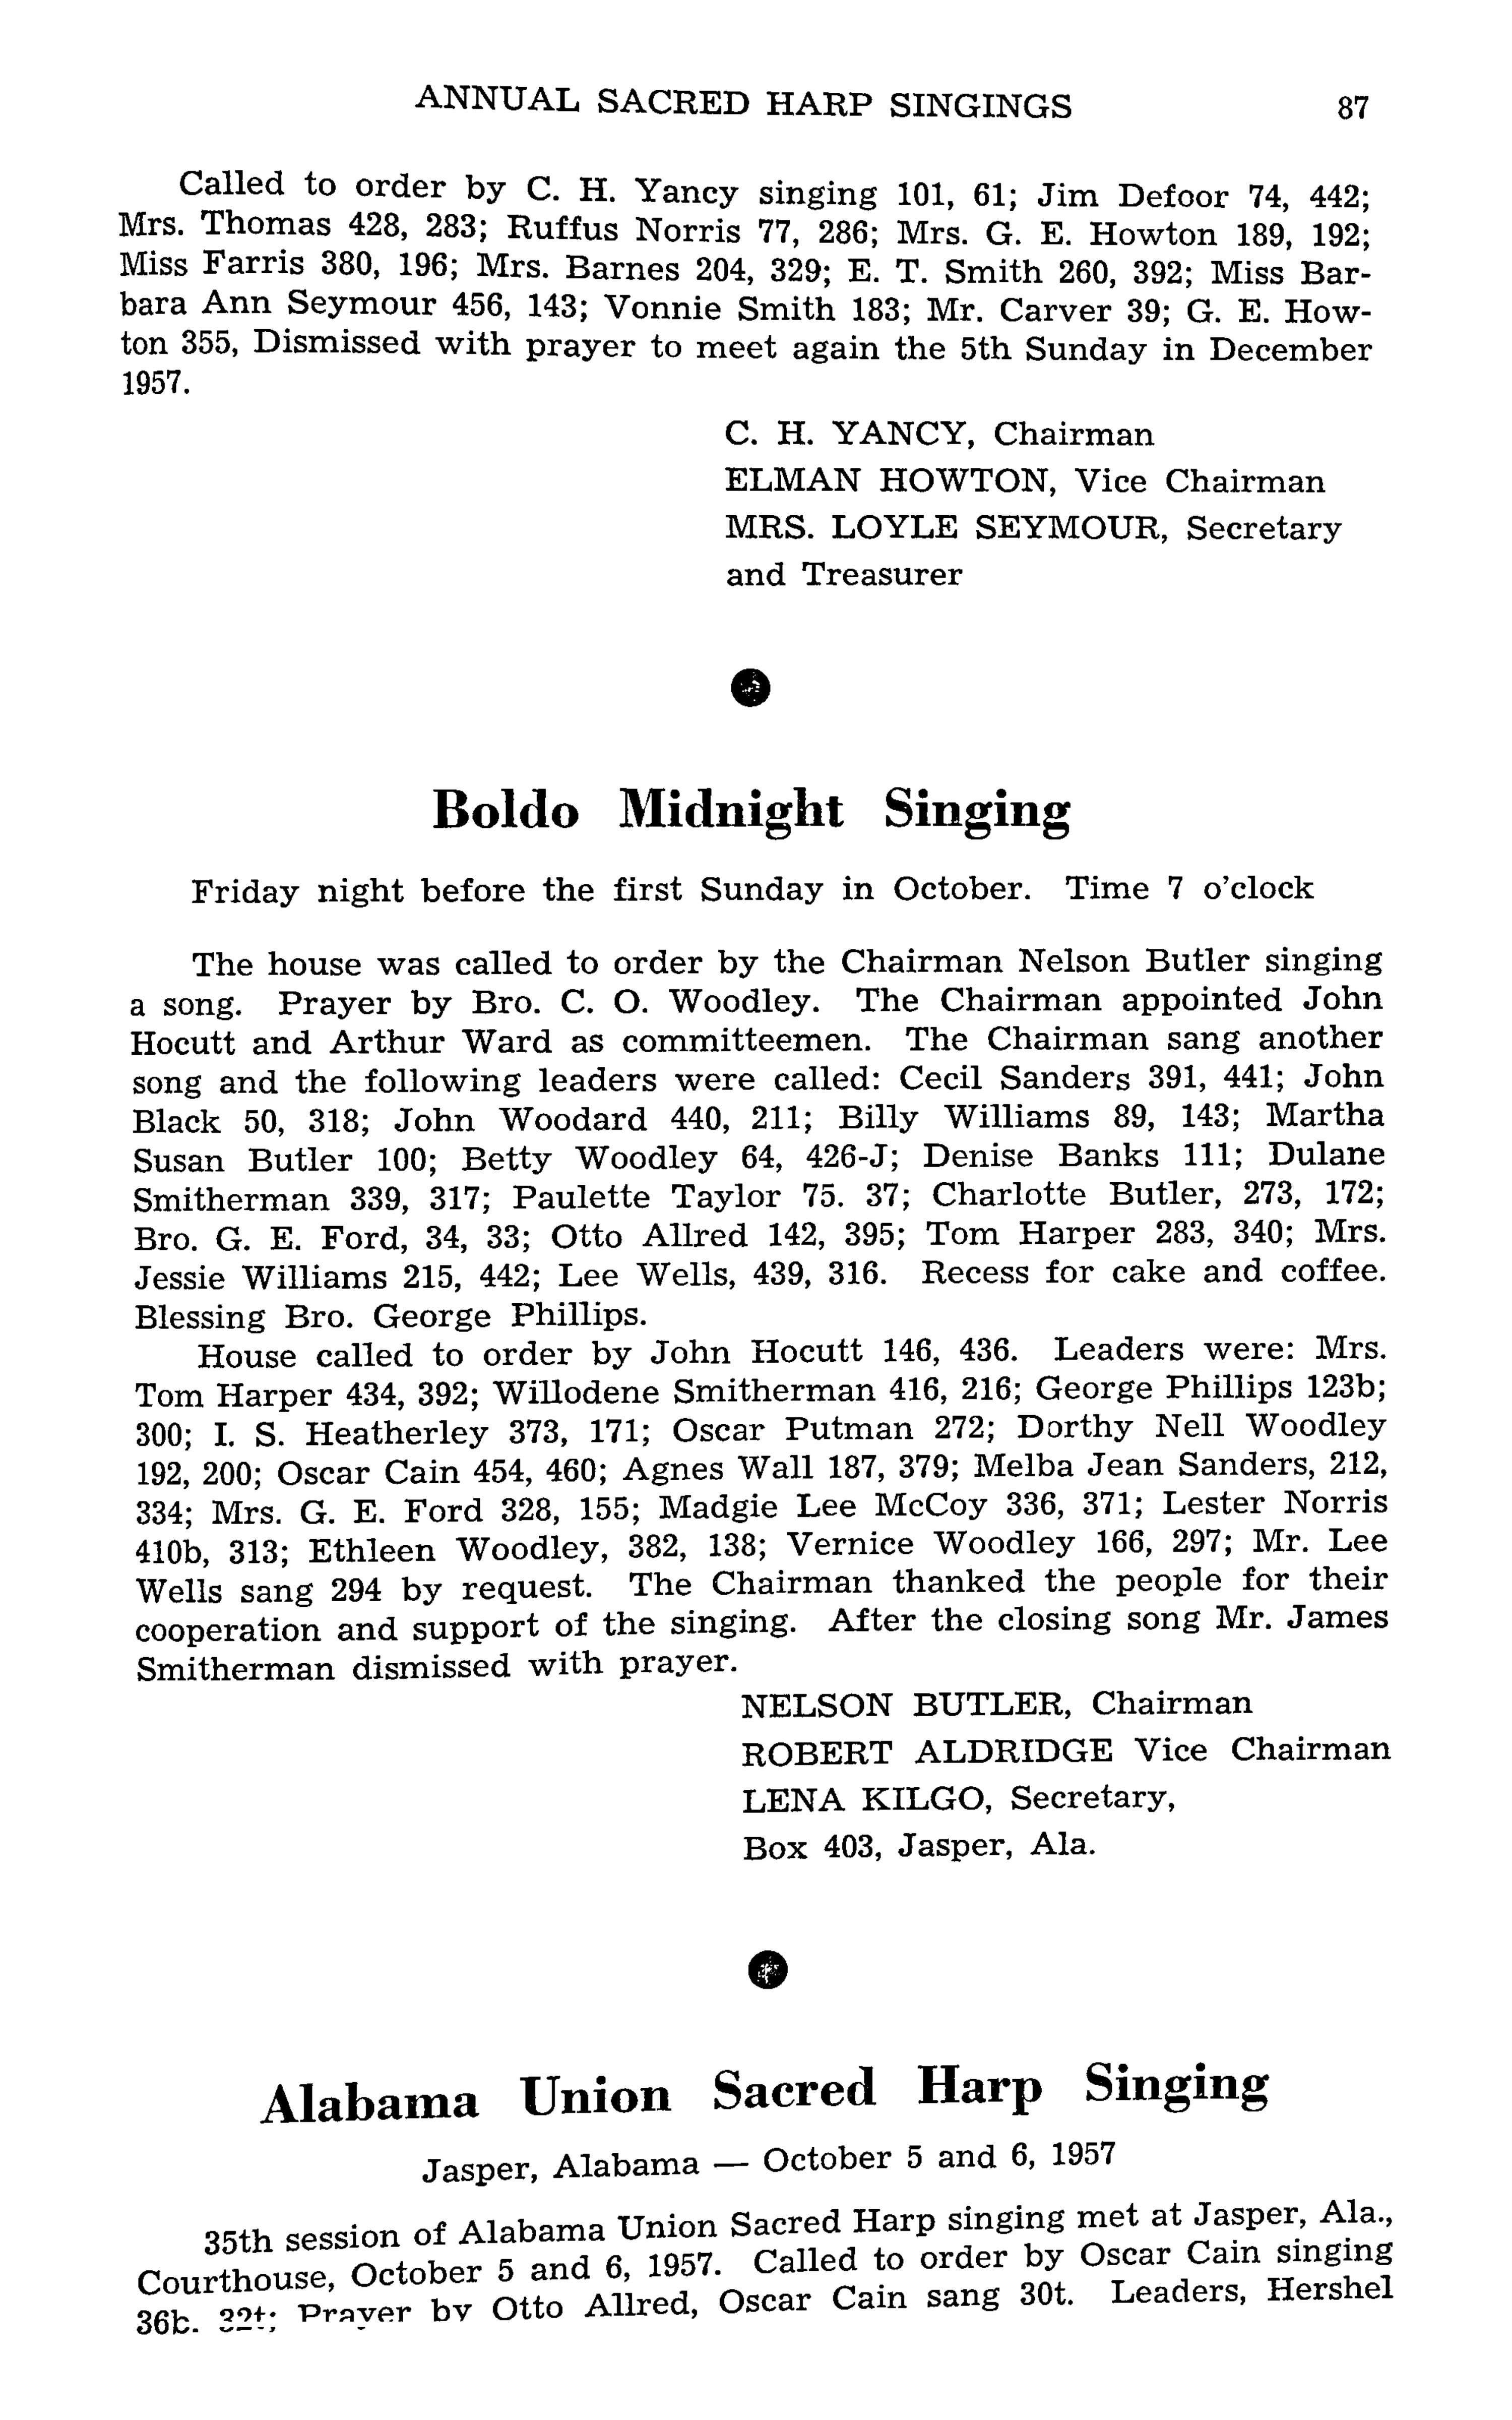 ANNUAL SACRED HARP SINGINGS 87
Called to order by C. H. Yancy singing 101, 61; Jim Defoor 74, 442;
Mrs. Thomas 428, 283; Ruffus Norris 77, 286; Mrs. G. E. Howton 189, 192;
Miss Farris 380, 196; Mrs. Barnes 204, 329; E. T. Smith 260, 392; Miss Bar-
bara Ann Seymour 456, 143; Vonnie Smith 183; Mr. Carver 39; G. E. How-
ton 355, Dismissed with prayer to meet again the 5th Sunday in December
1957.
C. H. YANCY, Chairman
ELMAN HOWTON, Vice Chairman
MRS. LOYLE SEYMOUR, Secretary
and Treasurer
Boldo Midnight Singing
Friday night before the first Sunday in October. Time 7 o'clock
The house was called to order by the Chairman Nelson Butler singing
a song. Prayer by Bro. C. O. Woodley. The Chairman appointed John
Hocutt and Arthur Ward as committeemen. The Chairman sang another
song and the following leaders were called: Cecil Sanders 391, 441; John
Black 50, 318; John Woodard 440, 211; Billy Williams 89, 143; Martha
Susan Butler 100; Betty Woodley 64, 426-J; Denise Banks 111; Dulane
Smitherman 339, 317; Paulette Taylor 75. 37; Charlotte Butler, 273, 172;
Bro. G. E. Ford, 34, 33; Otto Allred 142, 395; Tom Harper 283, 340; Mrs.
Jessie Williams 215, 442; Lee Wells, 439, 316. Recess for cake and coffee.
Blessing Bro. George Phillips.
House called to order by John Hocutt 146, 436. Leaders were: Mrs.
Tom Harper 434, 392; Willodene Smitherman 416, 216; George Phillips 123b;
300; I. S. Heatherley 373, 171; Oscar Putman 272; Dorthy Nell Woodley
192, 200; Oscar Cain 454, 460; Agnes Wall 187, 379; Melba Jean Sanders, 212,
334; Mrs. G. E. Ford 328, 155; Madgie Lee McCoy 336, 371; Lester Norris
410b, 313; Ethleen Woodley, 382, 138; Vernice Woodley 166, 297; Mr. Lee
Wells sang 294 by request. The Chairman thanked the people for their
cooperation and support of the singing. After the closing song Mr. James
Smitherman dismissed with prayer.
NELSON BUTLER, Chairman
ROBERT ALDRIDGE Vice Chairman
LENA KILGO, Secretary,
Box 403, Jasper, Ala.
Alabama Union Sacred Harp Singing
Jasper, Alabama — October 5 and 6, 1957
35th session of Alabama Union Sacred Harp singing met at Jasper, Ala.,
Courthouse, October 5 and 6, 1957. Called to order by Oscar Cain singing
36b. 32t; Prayer by Otto Allred, Oscar Cain sang 30t. Leaders, Hershel